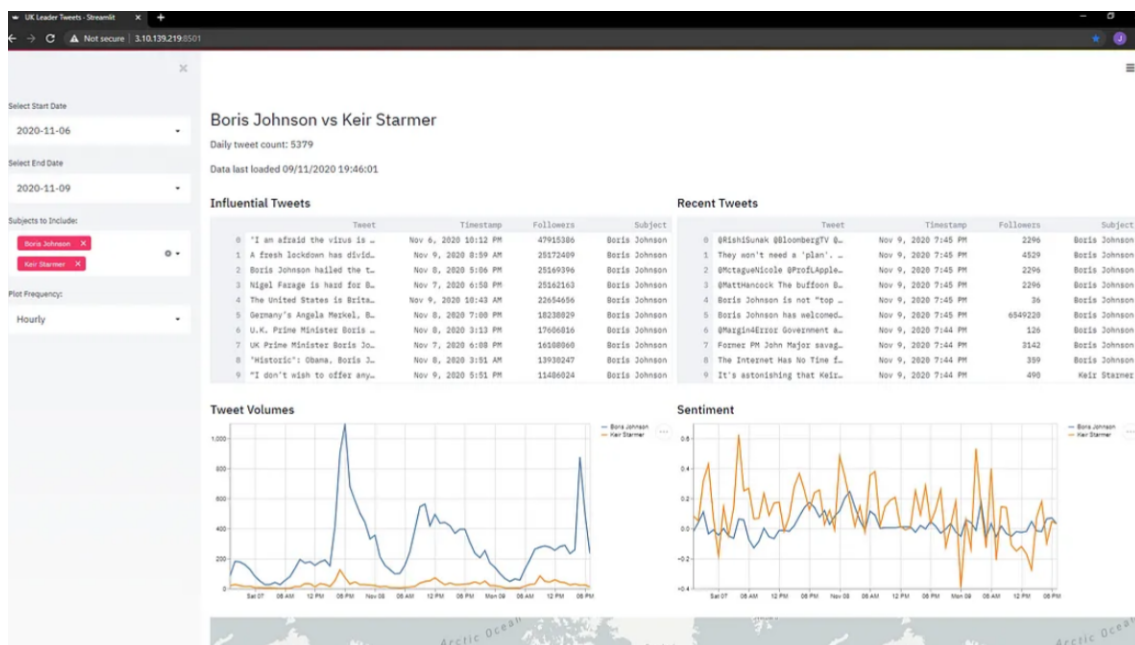 UK Leader Tweets · Streamlit
Not secure | 3.10.139.219:8501
Select Start Date
2020-11-06
Select End Date
2020-11-09
Subjects to Include:
Boris Johnson
Keir Starmer
Plot Frequency:
Hourly
Boris Johnson vs Keir Starmer
Daily tweet count: 5379
Data last loaded 09/11/2020 19:46:01
Influential Tweets
Tweet Timestamp Followers Subject
0 "I am afraid the virus is … Nov 6, 2020 10:12 PM 47915386 Boris Johnson
1 A fresh lockdown has divid… Nov 9, 2020 8:59 AM 25172409 Boris Johnson
2 Boris Johnson hailed the t… Nov 8, 2020 5:06 PM 25169396 Boris Johnson
3 Nigel Farage is hard for B… Nov 7, 2020 6:58 PM 25162163 Boris Johnson
4 The United States is Brita… Nov 9, 2020 10:43 AM 22654656 Boris Johnson
5 Germany's Angela Merkel, B… Nov 8, 2020 7:00 PM 18238029 Boris Johnson
6 U.K. Prime Minister Boris … Nov 8, 2020 3:13 PM 17606816 Boris Johnson
7 UK Prime Minister Boris Jo… Nov 7, 2020 6:08 PM 16188060 Boris Johnson
8 "Historic": Obama, Boris J… Nov 8, 2020 3:51 AM 13930247 Boris Johnson
9 "I don't wish to offer any… Nov 9, 2020 5:51 PM 11486024 Boris Johnson
Recent Tweets
Tweet Timestamp Followers Subject
0 @RishiSunak @BloombergTV @… Nov 9, 2020 7:45 PM 2296 Boris Johnson
1 They won't need a 'plan'. … Nov 9, 2020 7:45 PM 4529 Boris Johnson
2 @MctagueNicole @ProfLApple… Nov 9, 2020 7:45 PM 2296 Boris Johnson
3 @MattHancock The buffoon B… Nov 9, 2020 7:45 PM 2296 Boris Johnson
4 Boris Johnson is not "top … Nov 9, 2020 7:45 PM 36 Boris Johnson
5 Boris Johnson has welcomed… Nov 9, 2020 7:45 PM 6549220 Boris Johnson
6 @Margin4Error Government a… Nov 9, 2020 7:44 PM 126 Boris Johnson
7 Former PM John Major savag… Nov 9, 2020 7:44 PM 3142 Boris Johnson
8 The Internet Has No Time f… Nov 9, 2020 7:44 PM 359 Boris Johnson
9 It's astonishing that Keir… Nov 9, 2020 7:44 PM 490 Keir Starmer
Tweet Volumes
Boris Johnson
Keir Starmer
1,000
800
600
400
200
0
Sat 07 08 AM 12 PM 06 PM Nov 08 08 AM 12 PM 06 PM Mon 09 08 AM 12 PM 06 PM
Sentiment
Boris Johnson
Keir Starmer
0.6
0.4
0.2
0.0
-0.2
-0.4
Sat 07 08 AM 12 PM 06 PM Nov 08 08 AM 12 PM 06 PM Mon 09 08 AM 12 PM 06 PM
Arctic Ocean
Arctic Ocea